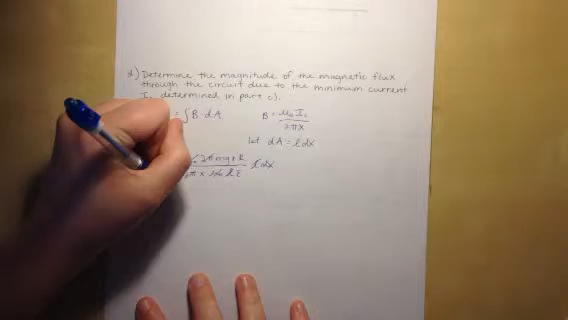 d) Determine the magnitude of the magnetic flux
through the circuit due to the minimum current
determined in part c).
= ∫B·dA B = μ₀I₁/2πx
let dA = ldx
ldx